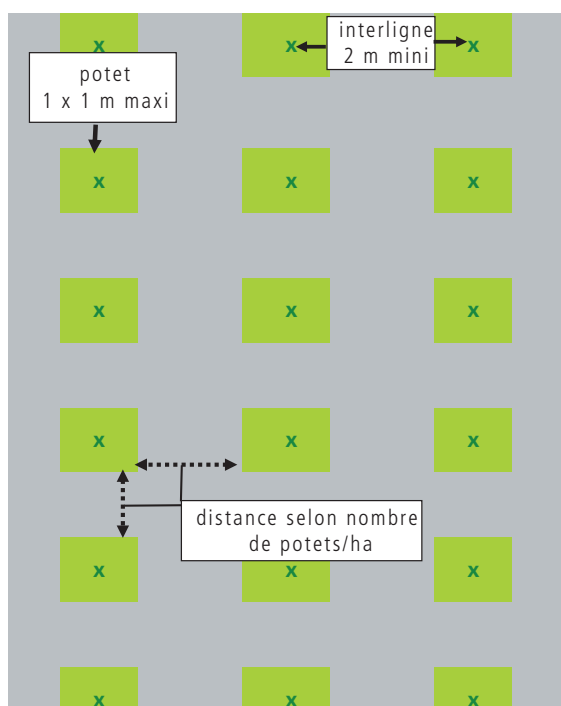 x x x
interligne
2 m mini
potet
1 x 1 m maxi
x x x
x x x
x x x
distance selon nombre
de potets/ha
x x x
x x x